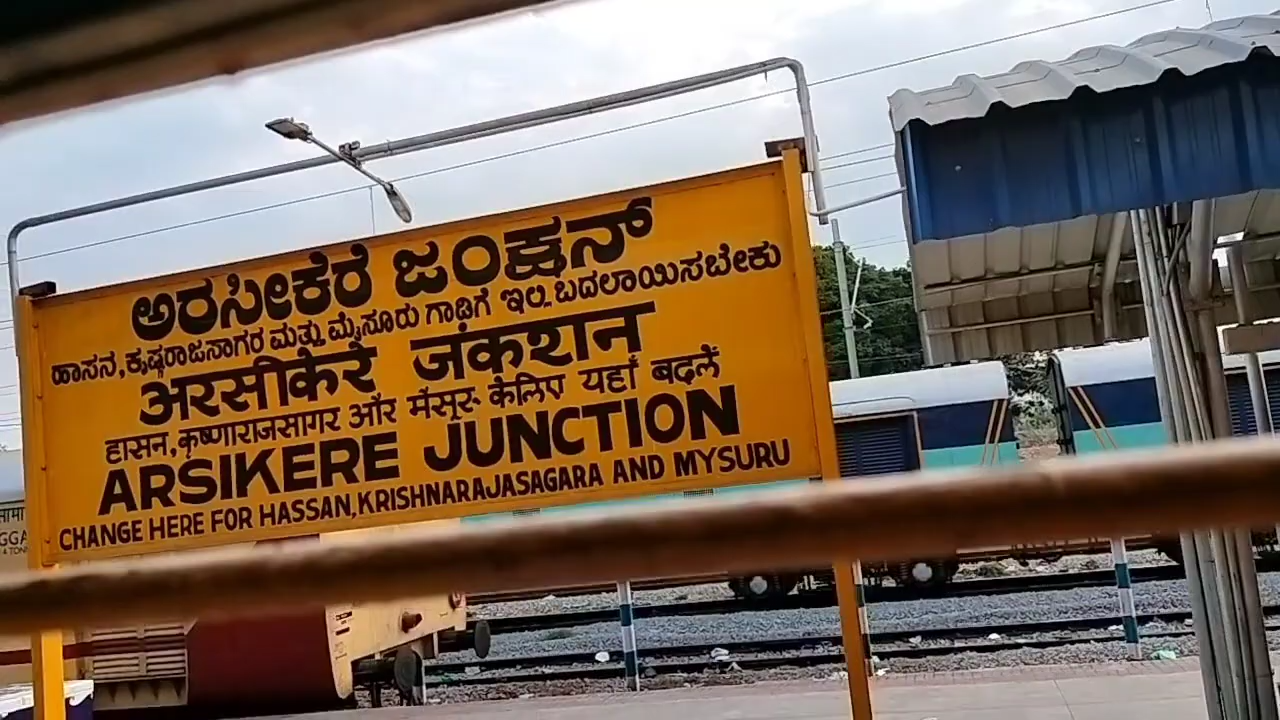 ಅರಸೀಕೆರೆ ಜಂಕ್ಷನ್
ಹಾಸನ, ಕೃಷ್ಣರಾಜನಾಗರ ಮತ್ತು ಮೈಸೂರು ಗಾಡಿಗೆ ಇಲ್ಲಿ ಬದಲಾಯಿಸಬೇಕು
अरसीकेरे जंकशन
हासन, कृष्णाराजसागर और मैसूरु केलिए यहाँ बदलें
ARSIKERE JUNCTION
CHANGE HERE FOR HASSAN, KRISHNARAJASAGARA AND MYSURU